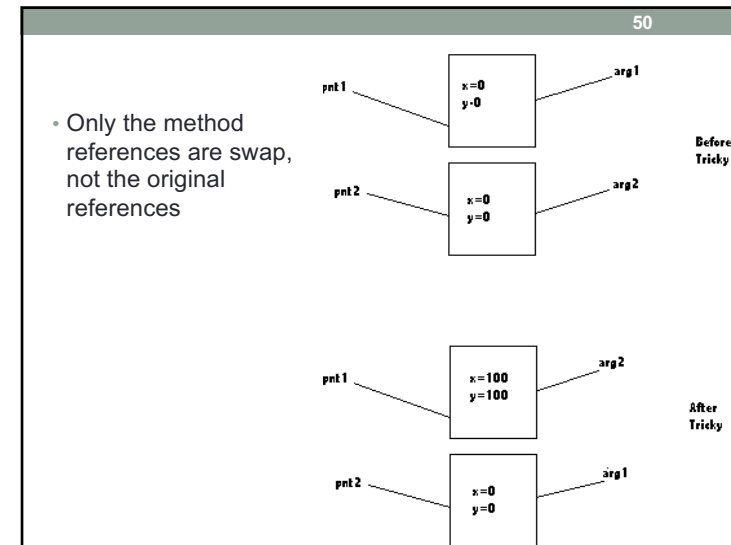 50
• Only the method
references are swap,
not the original
references
pnt1
x=0
y-0
arg1
Before
Tricky
pnt2
x=0
y=0
arg2
pnt1
x=100
y=100
arg2
After
Tricky
pnt2
x=0
y=0
arg1